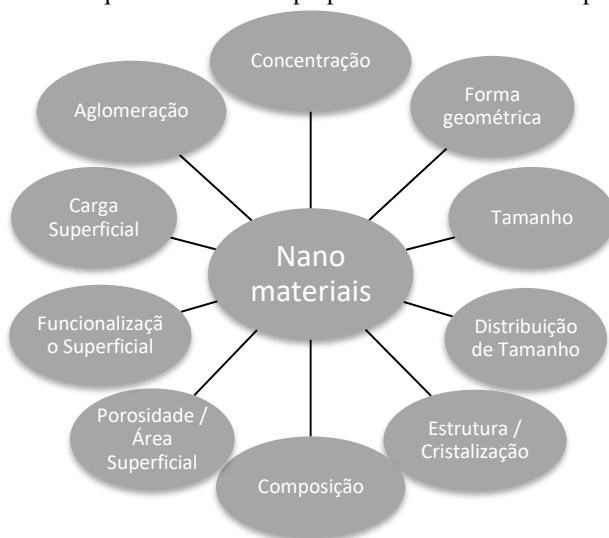 Concentração
Forma
geométrica
Aglomeração
Carga
Superficial
Tamanho
Nano
materiais
Funcionalizaçã
o Superficial
Distribuição
de Tamanho
Porosidade /
Área
Superficial
Estrutura /
Cristalização
Composição